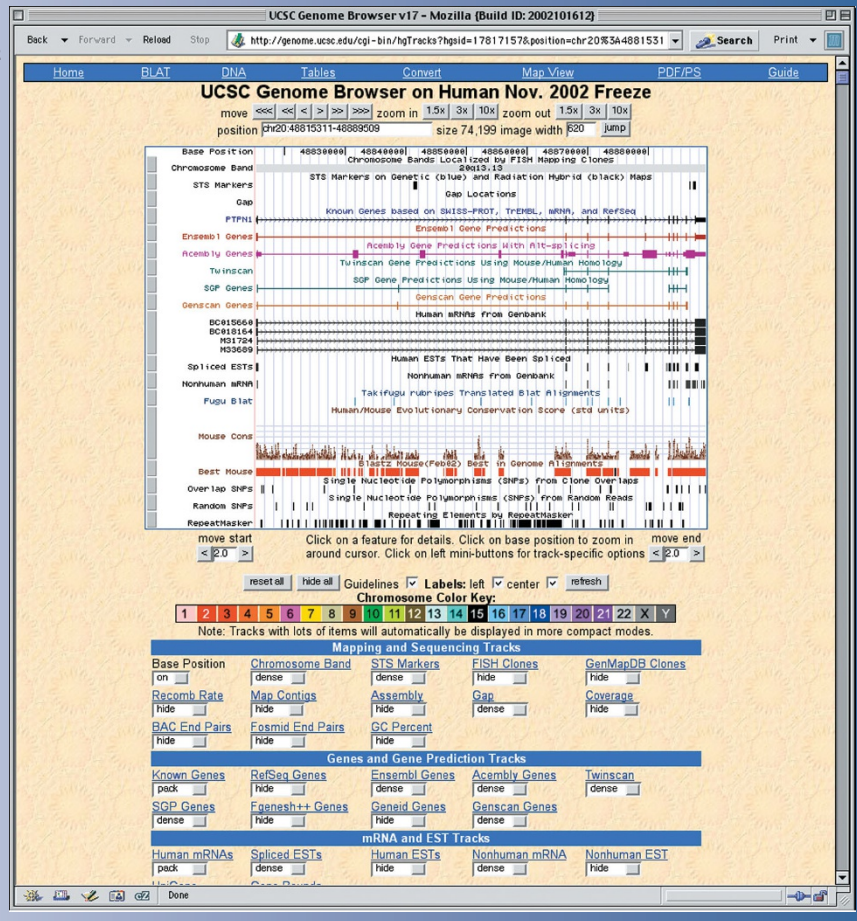 UCSC Genome Browser v17 - Mozilla {Build ID: 2002101612}
Back Forward Reload Stop http://genome.ucsc.edu/cgi-bin/hgTracks?hgsid=17817157&position=chr20%3A4881531 Search Print
Home BLAT DNA Tables Convert Map View PDF/PS Guide
UCSC Genome Browser on Human Nov. 2002 Freeze
move <<< << < > >> >>> zoom in 1.5x 3x 10x zoom out 1.5x 3x 10x
position chr20:48815311-48889509 size 74,199 image width 620 jump
Base Position 48830000| 48840000| 48850000| 48860000| 48870000| 48880000|
Chromosome Bands Localized by FISH Mapping Clones
Chromosome Band 20q13.13
STS Markers on Genetic (blue) and Radiation Hybrid (black) Maps
STS Markers
Gap Locations
Gap
Known Genes based on SWISS-PROT, TrEMBL, mRNA, and RefSeq
PTPN1
Ensembl Gene Predictions
Ensembl Genes
Acembly Gene Predictions With Alt-splicing
Acembly Genes
Twinscan Gene Predictions Using Mouse/Human Homology
Twinscan
SGP Gene Predictions Using Mouse/Human Homology
SGP Genes
Genscan Gene Predictions
Genscan Genes
Human mRNAs from Genbank
BC015660
BC018164
M31724
M33689
Human ESTs That Have Been Spliced
Spliced ESTs
Nonhuman mRNAs from Genbank
Nonhuman mRNA
Takifugu rubripes Translated Blat Alignments
Fugu Blat
Human/Mouse Evolutionary Conservation Score (std units)
Mouse Cons
Blastz Mouse(Feb02) Best in Genome Alignments
Best Mouse
Single Nucleotide Polymorphisms (SNPs) from Clone Overlaps
Overlap SNPs
Single Nucleotide Polymorphisms (SNPs) from Random Reads
Random SNPs
Repeating Elements by RepeatMasker
RepeatMasker
move start Click on a feature for details. Click on base position to zoom in move end
< 2.0 > around cursor. Click on left mini-buttons for track-specific options < 2.0 >
reset all hide all Guidelines Labels: left center refresh
Chromosome Color Key:
1 2 3 4 5 6 7 8 9 10 11 12 13 14 15 16 17 18 19 20 21 22 X Y
Note: Tracks with lots of items will automatically be displayed in more compact modes.
Mapping and Sequencing Tracks
Base Position Chromosome Band STS Markers FISH Clones GenMapDB Clones
on dense dense hide hide
Recomb Rate Map Contigs Assembly Gap Coverage
hide hide hide dense hide
BAC End Pairs Fosmid End Pairs GC Percent
hide hide hide
Genes and Gene Prediction Tracks
Known Genes RefSeq Genes Ensembl Genes Acembly Genes Twinscan
pack hide dense dense dense
SGP Genes Fgenesh++ Genes Geneid Genes Genscan Genes
dense hide hide dense
mRNA and EST Tracks
Human mRNAs Spliced ESTs Human ESTs Nonhuman mRNA Nonhuman EST
pack dense hide dense hide
Done